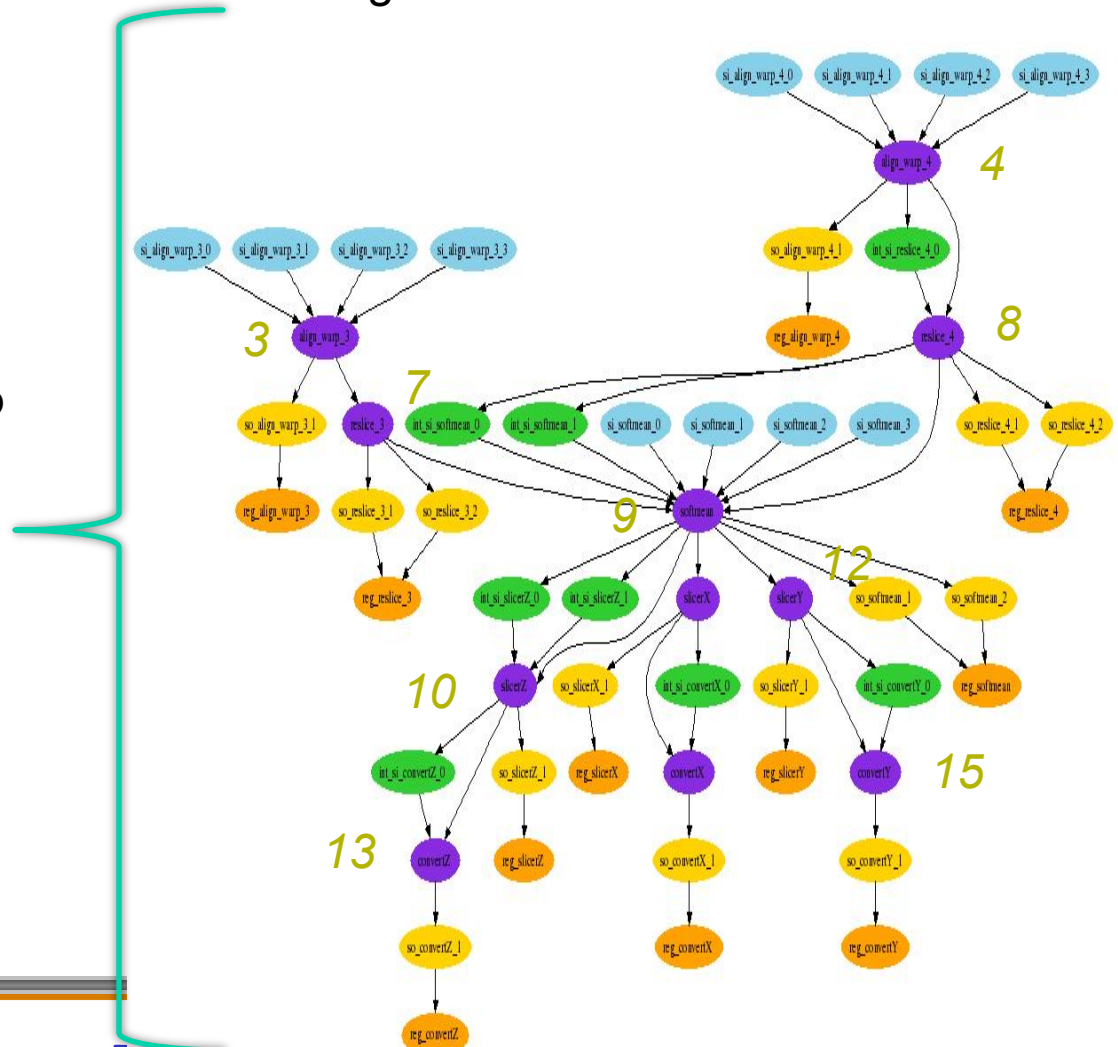 g
si_align_warp_4_0 si_align_warp_4_1 si_align_warp_4_2 si_align_warp_4_3
align_warp_4 4
si_align_warp_3_0 si_align_warp_3_1 si_align_warp_3_2 si_align_warp_3_3
so_align_warp_4_1 int_si_reslice_4_0
3 align_warp_3
reg_align_warp_4 reslice_4 8
7
so_align_warp_3_1 reslice_3 int_si_softmean_0 int_si_softmean_1 si_softmean_0 si_softmean_1 si_softmean_2 si_softmean_3 so_reslice_4_1 so_reslice_4_2
reg_align_warp_3 so_reslice_3_1 so_reslice_3_2 9 softmean reg_reslice_4
12
reg_reslice_3 int_si_slicerZ_0 int_si_slicerZ_1 slicerX slicerY so_softmean_1 so_softmean_2
10 slicerZ so_slicerX_1 int_si_convertX_0 so_slicerY_1 int_si_convertY_0 reg_softmean
int_si_convertZ_0 so_slicerZ_1 reg_slicerX convertX reg_slicerY convertY 15
13 convertZ reg_slicerZ so_convertX_1 so_convertY_1
so_convertZ_1 reg_convertX reg_convertY
reg_convertZ